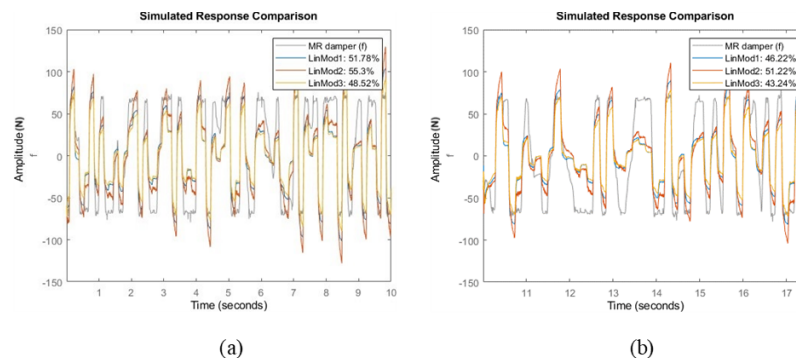 Simulated Response Comparison
MR damper (f)
LinMod1: 51.78%
LinMod2: 55.3%
LinMod3: 48.52%
150
100
50
0
-50
-100
-150
Amplitude (N)
f
1 2 3 4 5 6 7 8 9 10
Time (seconds)
(a)
Simulated Response Comparison
MR damper (f)
LinMod1: 46.22%
LinMod2: 51.22%
LinMod3: 43.24%
150
100
50
0
-50
-100
-150
Amplitude (N)
f
11 12 13 14 15 16 17
Time (seconds)
(b)